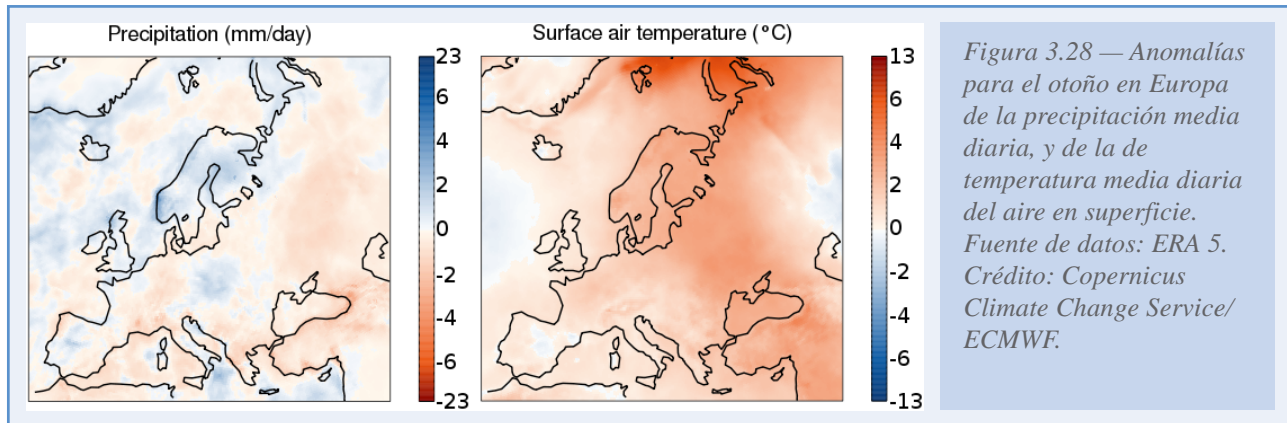 Precipitation (mm/day)
23
6
4
2
0
-2
-4
-6
-23
Surface air temperature (°C)
13
6
4
2
0
-2
-4
-6
-13
Figura 3.28 — Anomalías
para el otoño en Europa
de la precipitación media
diaria, y de la de
temperatura media diaria
del aire en superficie.
Fuente de datos: ERA 5.
Crédito: Copernicus
Climate Change Service/
ECMWF.